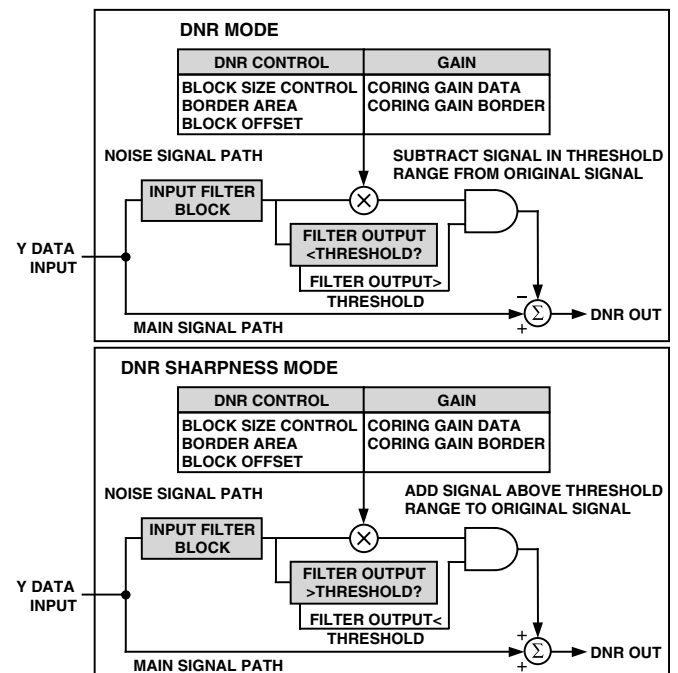 DNR MODE
DNR CONTROL
GAIN
BLOCK SIZE CONTROL
BORDER AREA
BLOCK OFFSET
CORING GAIN DATA
CORING GAIN BORDER
NOISE SIGNAL PATH
SUBTRACT SIGNAL IN THRESHOLD
RANGE FROM ORIGINAL SIGNAL
INPUT FILTER
BLOCK
×
FILTER OUTPUT
<THRESHOLD?
Y DATA
INPUT
FILTER OUTPUT>
THRESHOLD
−
Σ
+
DNR OUT
MAIN SIGNAL PATH
DNR SHARPNESS MODE
DNR CONTROL
GAIN
BLOCK SIZE CONTROL
BORDER AREA
BLOCK OFFSET
CORING GAIN DATA
CORING GAIN BORDER
NOISE SIGNAL PATH
ADD SIGNAL ABOVE THRESHOLD
RANGE TO ORIGINAL SIGNAL
INPUT FILTER
BLOCK
×
FILTER OUTPUT
>THRESHOLD?
Y DATA
INPUT
FILTER OUTPUT<
THRESHOLD
+
Σ
+
DNR OUT
MAIN SIGNAL PATH